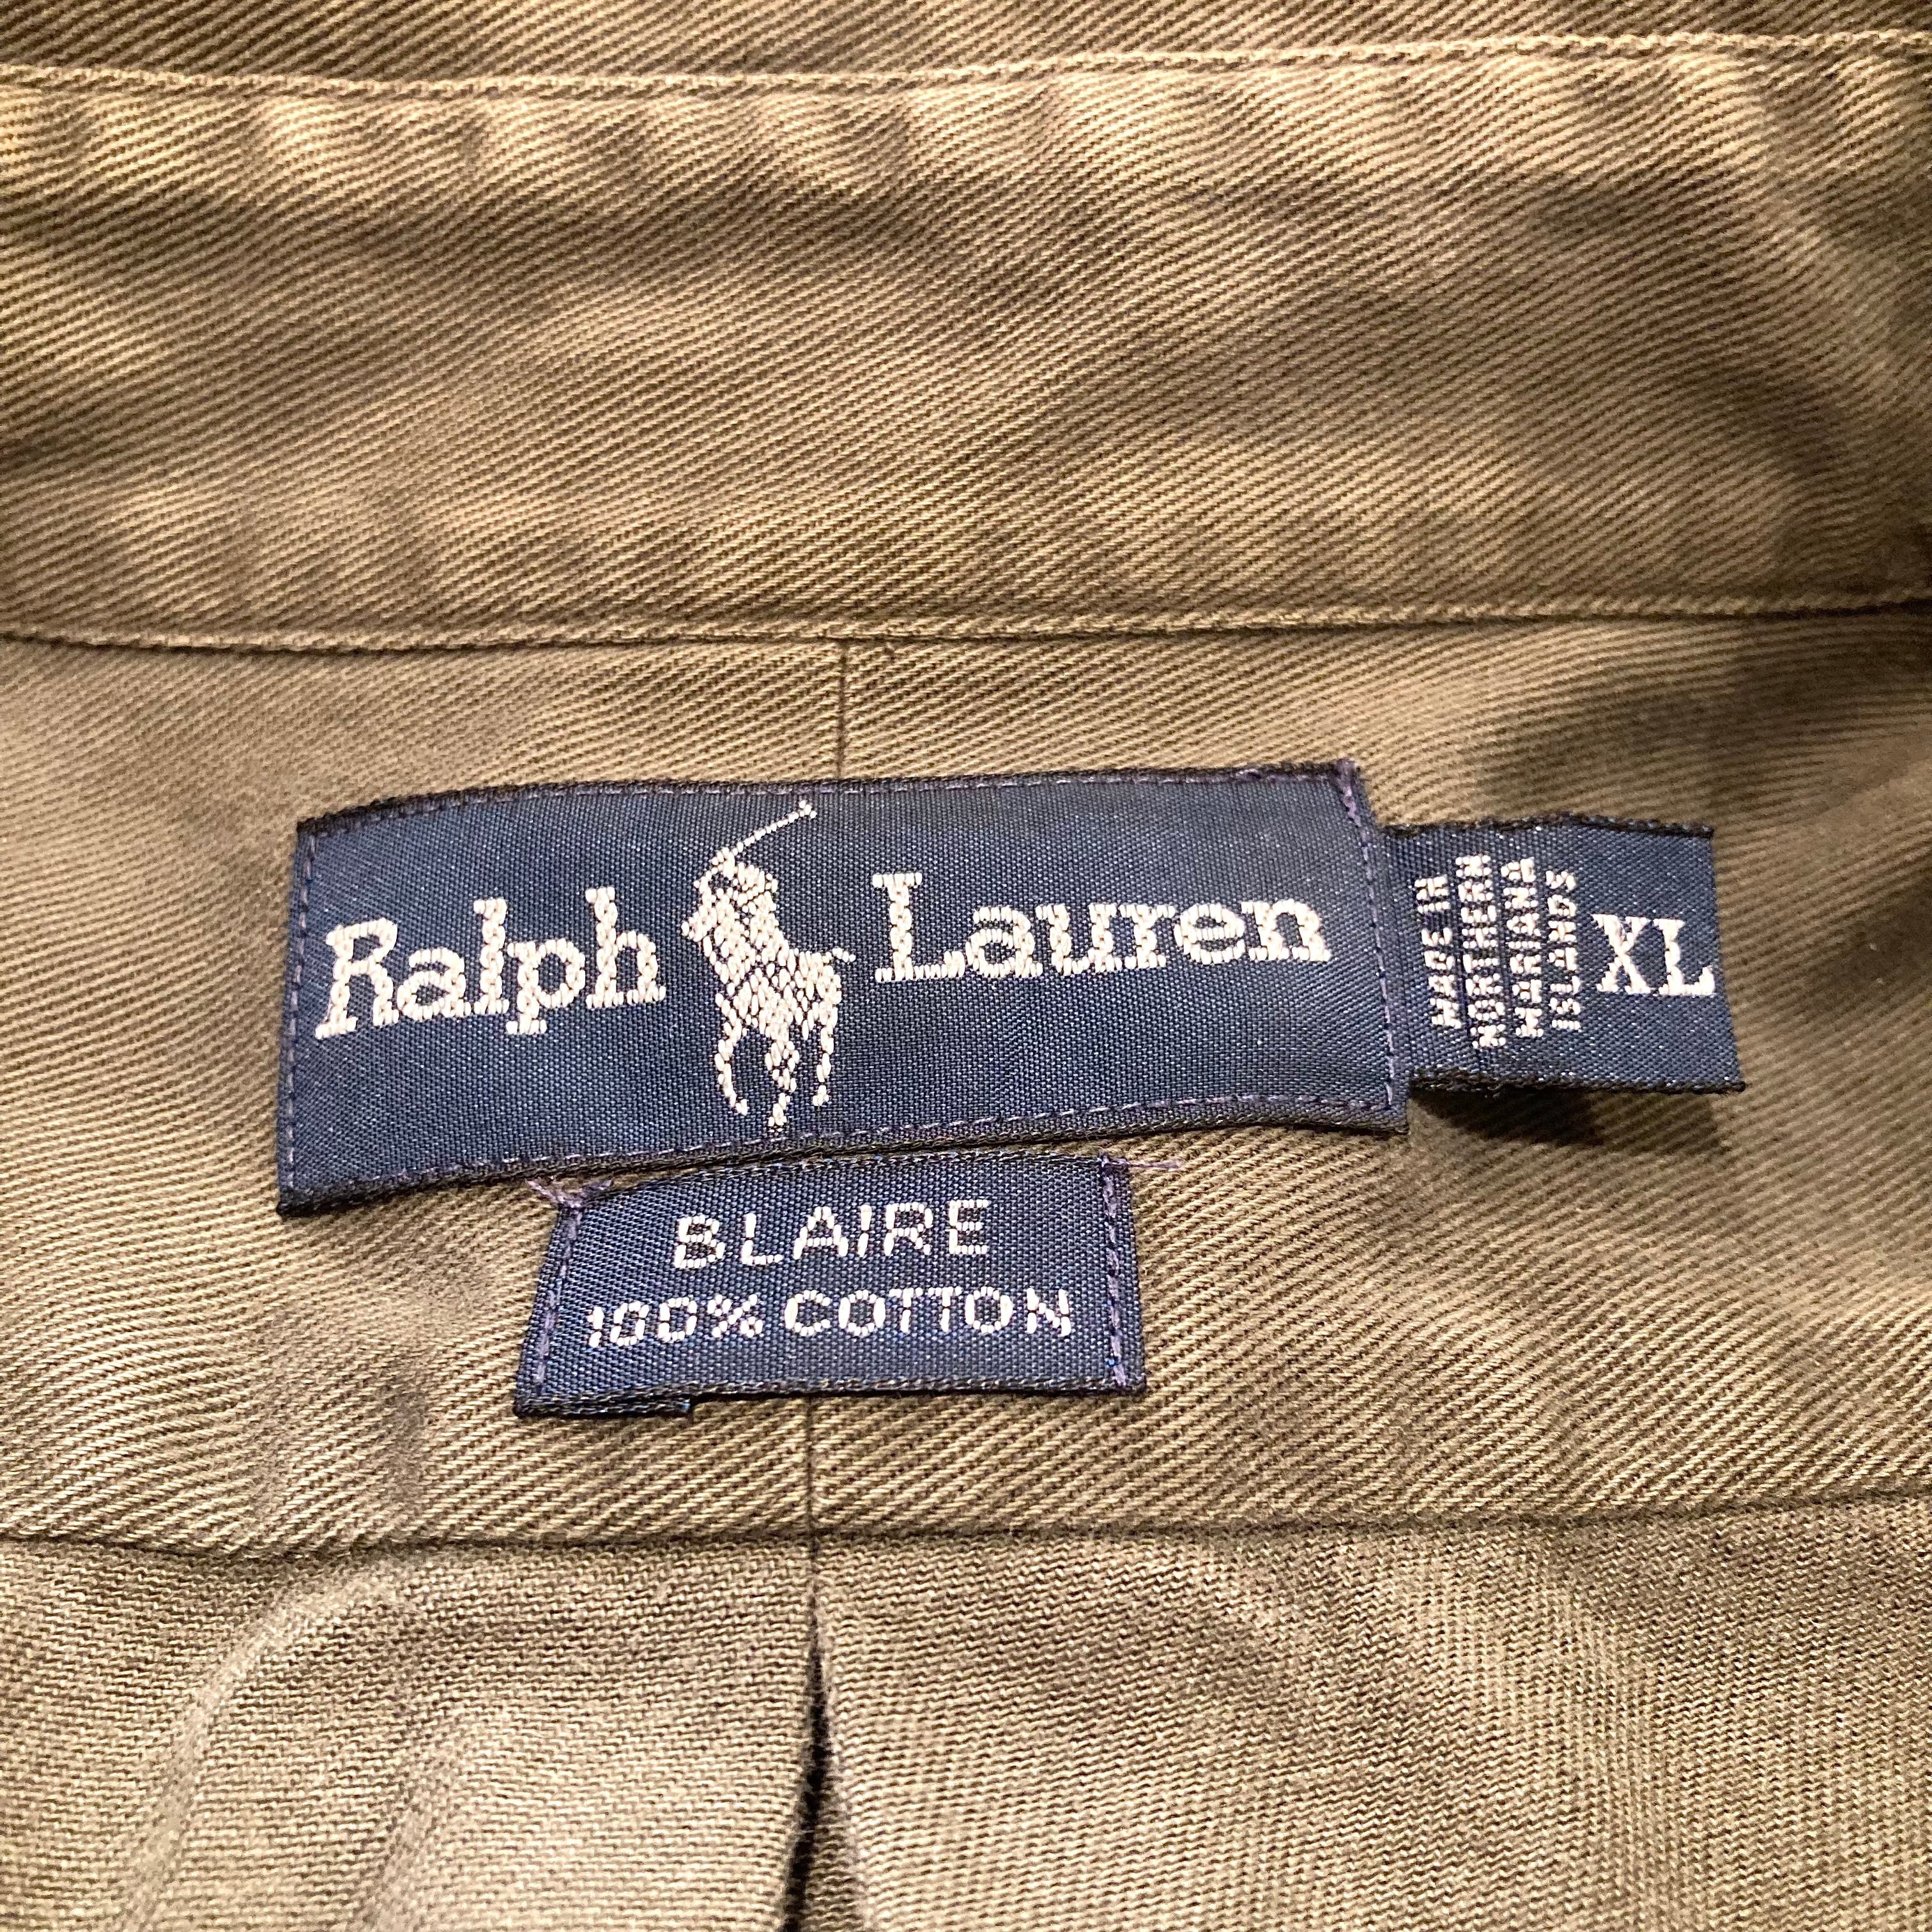 Ralph Lauren
MADE IN
NORTHERN
MARIANA
ISLANDS
XL
BLAIRE
100% COTTON